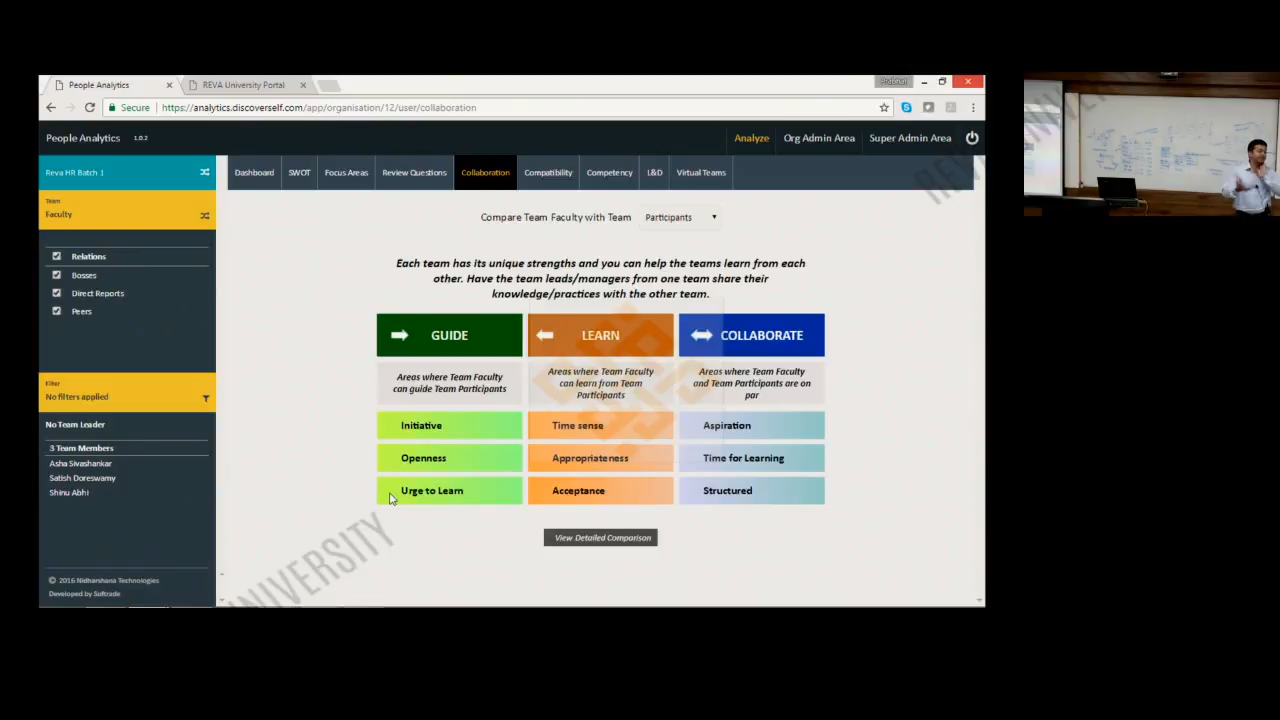 People Analytics
REVA University Portal
Prabhat
Secure
https://analytics.discoverself.com/app/organisation/12/user/collaboration
People Analytics 1.0.2
Analyze
Org Admin Area
Super Admin Area
Reva HR Batch 1
Dashboard
SWOT
Focus Areas
Review Questions
Collaboration
Compatibility
Competency
L&D
Virtual Teams
Team
Faculty
Compare Team Faculty with Team
Participants
Relations
Bosses
Direct Reports
Peers
Each team has its unique strengths and you can help the teams learn from each
other. Have the team leads/managers from one team share their
knowledge/practices with the other team.
GUIDE
LEARN
COLLABORATE
Areas where Team Faculty
can guide Team Participants
Areas where Team Faculty
can learn from Team
Participants
Areas where Team Faculty
and Team Participants are on
par
Filter
No filters applied
No Team Leader
3 Team Members
Asha Sivashankar
Satish Doreswamy
Shinu Abhi
Initiative
Time sense
Aspiration
Openness
Appropriateness
Time for Learning
Urge to Learn
Acceptance
Structured
View Detailed Comparison
© 2016 Nidharshana Technologies
Developed by Softrade